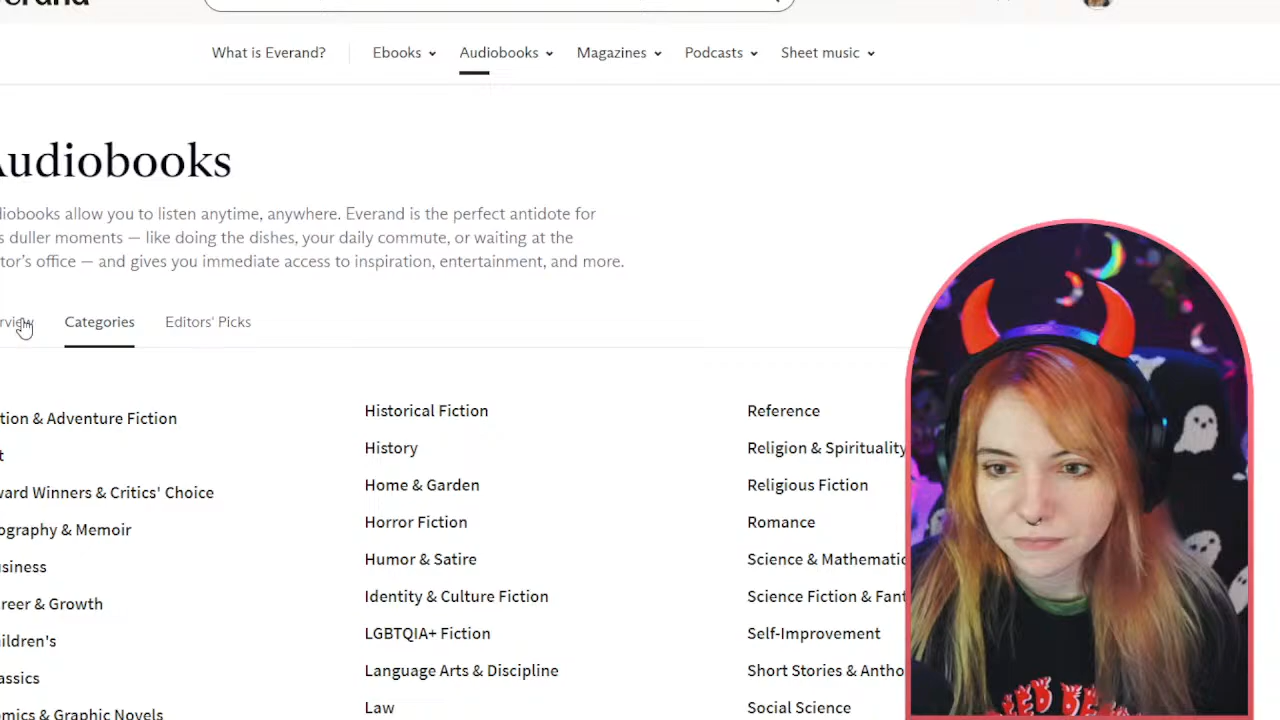 What is Everand?
Ebooks
Audiobooks
Magazines
Podcasts
Sheet music
Audiobooks
diobooks allow you to listen anytime, anywhere. Everand is the perfect antidote for
s duller moments — like doing the dishes, your daily commute, or waiting at the
tor's office — and gives you immediate access to inspiration, entertainment, and more.
rview
Categories
Editors' Picks
tion & Adventure Fiction
t
ward Winners & Critics' Choice
ography & Memoir
usiness
reer & Growth
ildren's
assics
mics & Graphic Novels
Historical Fiction
History
Home & Garden
Horror Fiction
Humor & Satire
Identity & Culture Fiction
LGBTQIA+ Fiction
Language Arts & Discipline
Law
Reference
Religion & Spirituality
Religious Fiction
Romance
Science & Mathematic
Science Fiction & Fant
Self-Improvement
Short Stories & Antho
Social Science